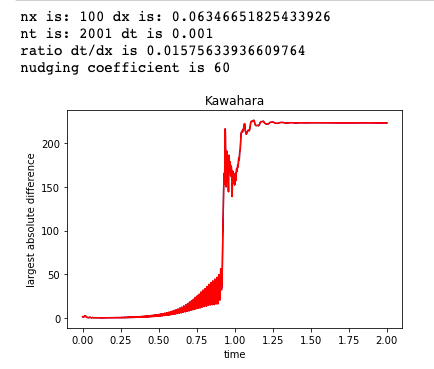 nx is: 100 dx is: 0.06346651825433926
nt is: 2001 dt is 0.001
ratio dt/dx is 0.01575633936609764
nudging coefficient is 60
Kawahara
largest absolute difference
200
150
100
50
0
0.00 0.25 0.50 0.75 1.00 1.25 1.50 1.75 2.00
time